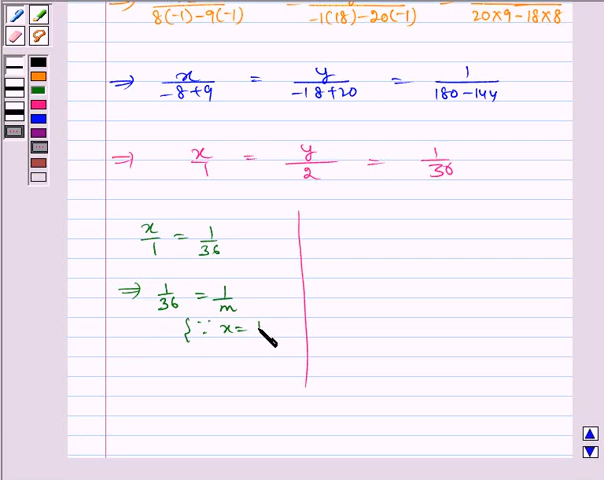 ⇒ = =
8(-1)-9(-1) -1(18)-20(-1) 20×9-18×8
⇒ x/-8+9 = y/-18+20 = 1/180-144
⇒ x/1 = y/2 = 1/36
x/1 = 1/36
⇒ 1/36 = 1/m
{∵ x=